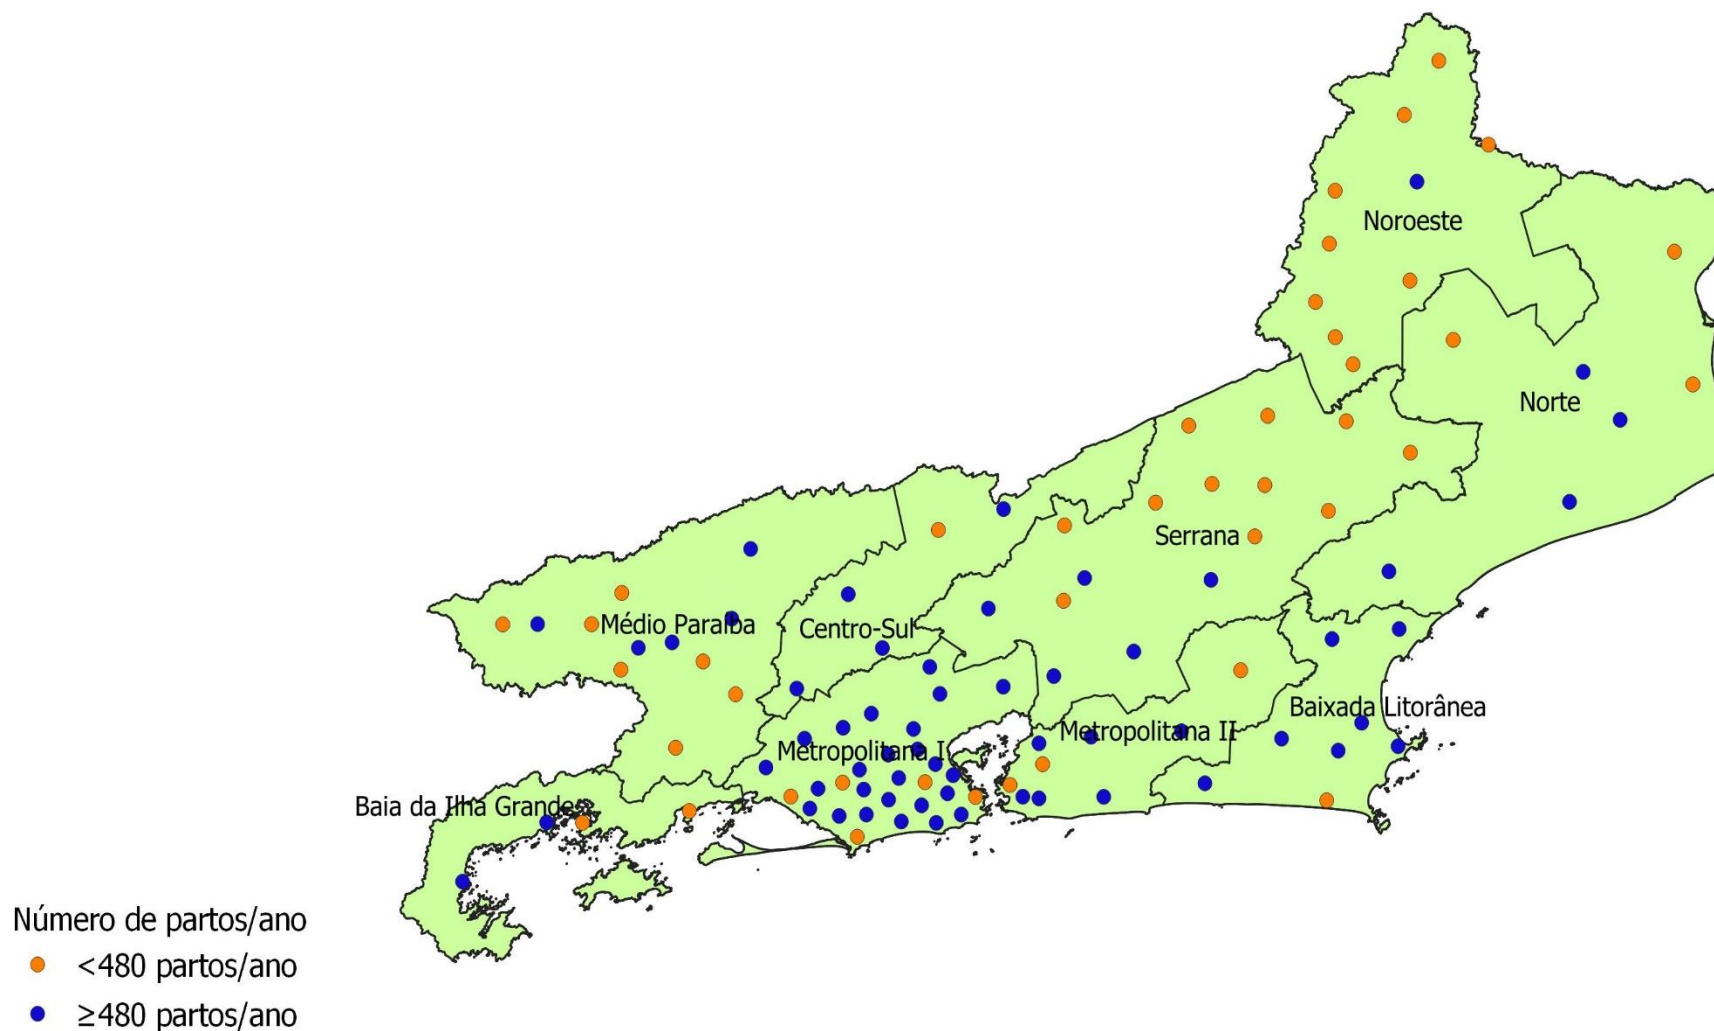 Noroeste
Norte
Serrana
Médio Paraíba
Centro-Sul
Baixada Litorânea
Metropolitana II
Metropolitana I
Baia da Ilha Grande
Número de partos/ano
<480 partos/ano
≥480 partos/ano